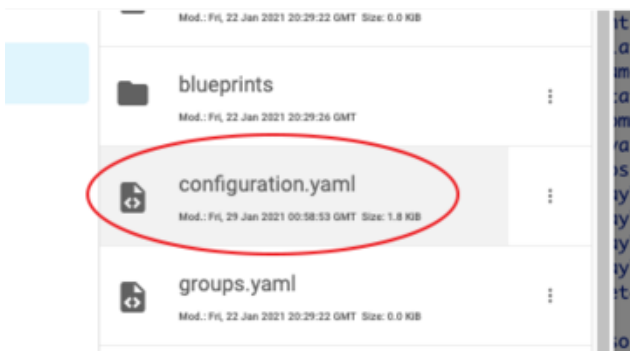 Mod.: Fri, 22 Jan 2021 20:29:22 GMT Size: 0.0 KiB
blueprints
Mod.: Fri, 22 Jan 2021 20:29:26 GMT
configuration.yaml
Mod.: Fri, 29 Jan 2021 00:58:53 GMT Size: 1.8 KiB
groups.yaml
Mod.: Fri, 22 Jan 2021 20:29:22 GMT Size: 0.0 KiB